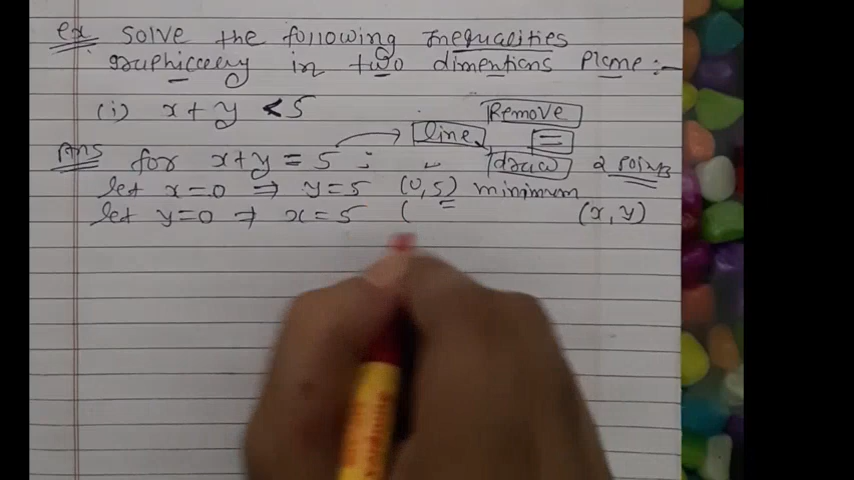 Ex Solve the following Inequalities
graphically in two dimentions Plane :-
(i) x + y < 5
Remove
line =
Ans for x+y = 5 ; draw 2 points
let x=0 ⇒ y=5 (0,5) minimum
let y=0 ⇒ x=5 ( (x,y)